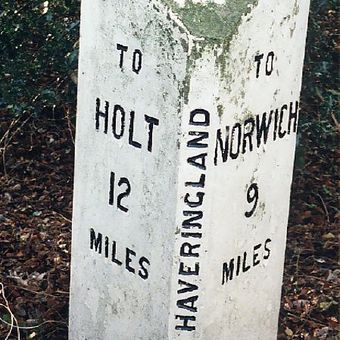 TO
HOLT
12
MILES
HAVERINGLAND
TO
NORWICH
9
MILES